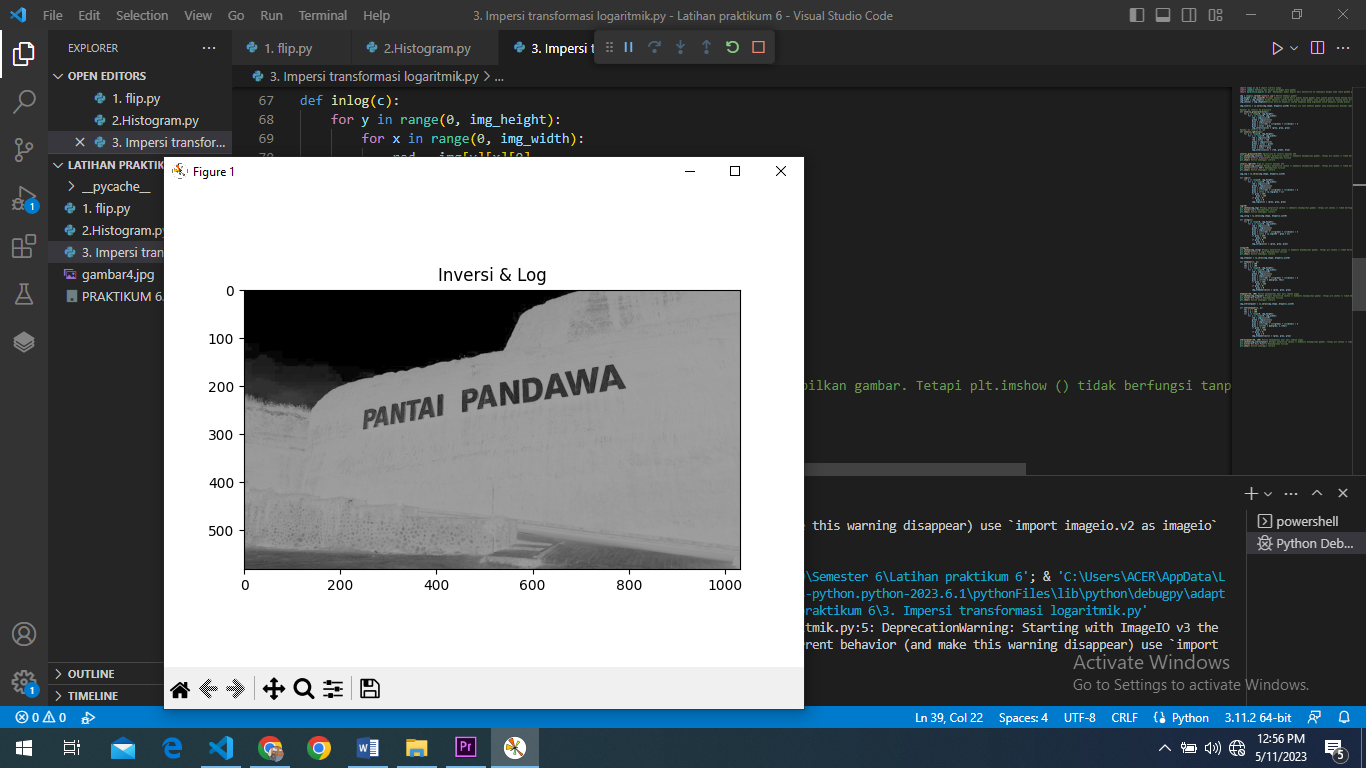 File Edit Selection View Go Run Terminal Help 3. Impersi transformasi logaritmik.py - Latihan praktikum 6 - Visual Studio Code
EXPLORER
1. flip.py 2.Histogram.py 3. Impersi t
OPEN EDITORS
1. flip.py
2.Histogram.py
3. Impersi transfor...
3. Impersi transformasi logaritmik.py > ...
67 def inlog(c):
68 for y in range(0, img_height):
69 for x in range(0, img_width):
LATIHAN PRAKTI
__pycache__
1. flip.py
2.Histogram.p
3. Impersi tran
gambar4.jpg
PRAKTIKUM 6.
Figure 1
Inversi & Log
0
100
200
300
400
500
0 200 400 600 800 1000
PANTAI PANDAWA
pilkan gambar. Tetapi plt.imshow () tidak berfungsi tanp
powershell
Python Deb...
this warning disappear) use `import imageio.v2 as imageio`
\Semester 6\Latihan praktikum 6'; & 'C:\Users\ACER\AppData\L
-python.python-2023.6.1\pythonFiles\lib\python\debugpy\adapt
raktikum 6\3. Impersi transformasi logaritmik.py'
tmik.py:5: DeprecationWarning: Starting with ImageIO v3 the
rent behavior (and make this warning disappear) use `import
Activate Windows
Go to Settings to activate Windows.
OUTLINE
TIMELINE
1
1
0 0 Ln 39, Col 22 Spaces: 4 UTF-8 CRLF Python 3.11.2 64-bit
12:56 PM
5/11/2023
5